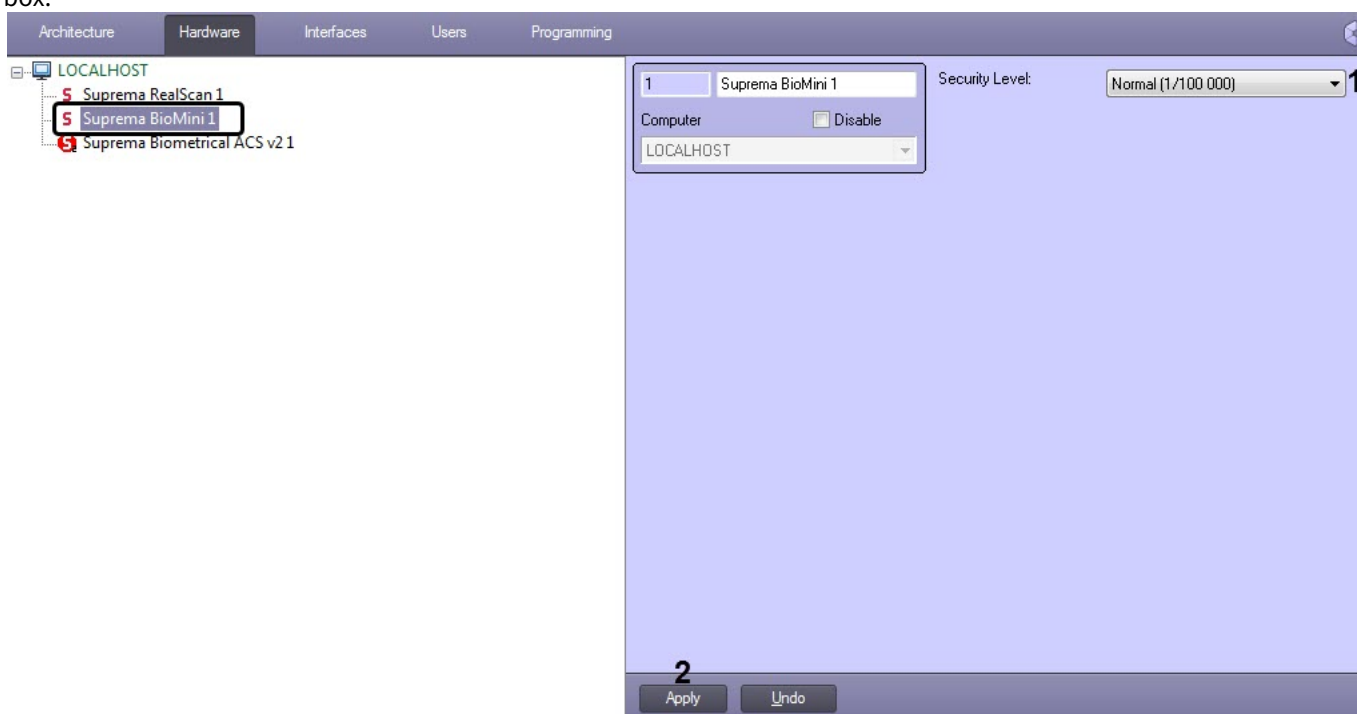 box.
Architecture Hardware Interfaces Users Programming
LOCALHOST
Suprema RealScan 1
Suprema BioMini 1
Suprema Biometrical ACS v2 1
1 Suprema BioMini 1
Computer Disable
LOCALHOST
Security Level: Normal (1/100 000) 1
2
Apply Undo